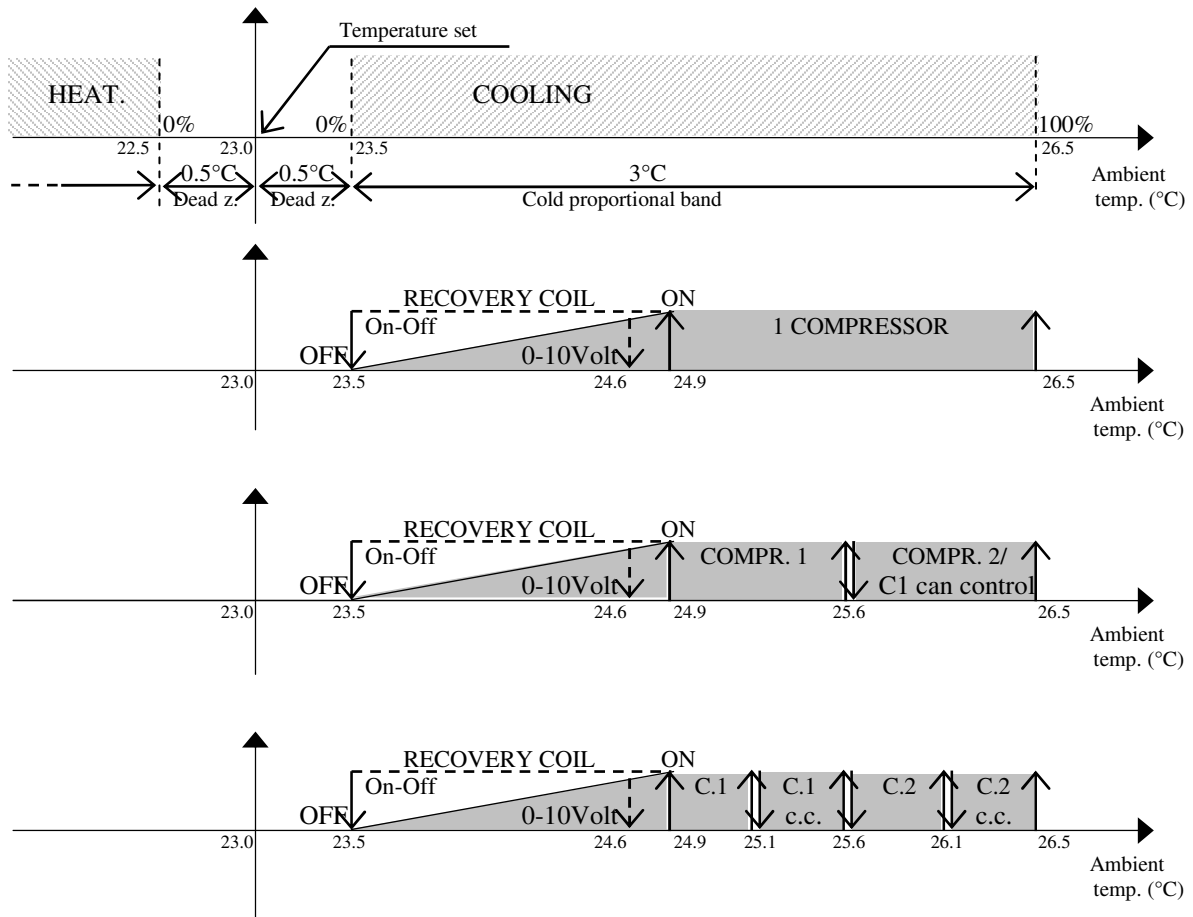 Temperature set
HEAT.
COOLING
0%
0%
100%
22.5
23.0
23.5
26.5
0.5°C
0.5°C
3°C
Ambient
temp. (°C)
Dead z.
Dead z.
Cold proportional band
RECOVERY COIL
ON
On-Off
1 COMPRESSOR
OFF
0-10Volt
23.0
23.5
24.6
24.9
26.5
Ambient
temp. (°C)
RECOVERY COIL
ON
On-Off
COMPR. 1
COMPR. 2/
OFF
0-10Volt
C1 can control
23.0
23.5
24.6
24.9
25.6
26.5
Ambient
temp. (°C)
RECOVERY COIL
ON
On-Off
C.1
C.1
C.2
C.2
OFF
0-10Volt
c.c.
c.c.
23.0
23.5
24.6
24.9
25.1
25.6
26.1
26.5
Ambient
temp. (°C)